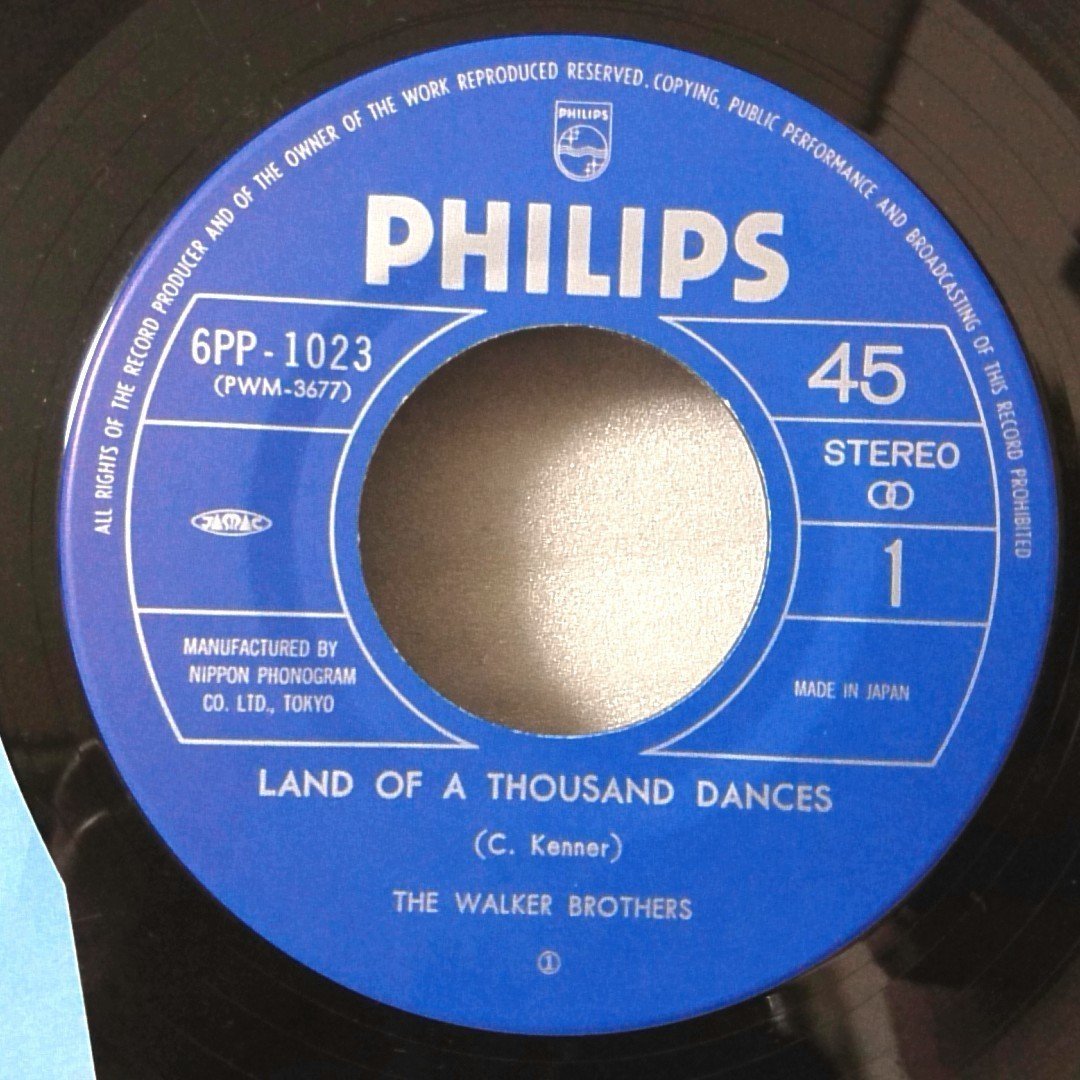 ALL RIGHTS OF THE RECORD PRODUCER AND OF THE OWNER OF THE WORK REPRODUCED RESERVED. COPYING, PUBLIC PERFORMANCE AND BROADCASTING OF THIS RECORD PROHIBITED
PHILIPS
PHILIPS
6PP-1023
(PWM-3677)
45
STEREO
JASRAC
1
MANUFACTURED BY
NIPPON PHONOGRAM
CO. LTD., TOKYO
MADE IN JAPAN
LAND OF A THOUSAND DANCES
(C. Kenner)
THE WALKER BROTHERS
①